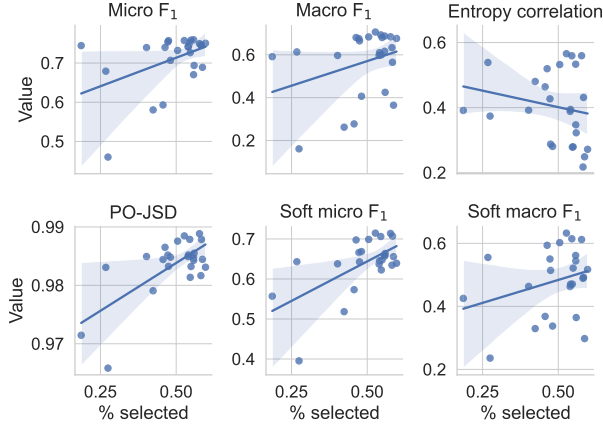 Micro F₁
Macro F₁
Entropy correlation
Value
0.7
0.6
0.5
0.6
0.4
0.2
0.6
0.4
0.2
PO-JSD
Soft micro F₁
Soft macro F₁
Value
0.99
0.98
0.97
0.7
0.6
0.5
0.4
0.6
0.4
0.2
0.25 0.50
0.25 0.50
0.25 0.50
% selected
% selected
% selected